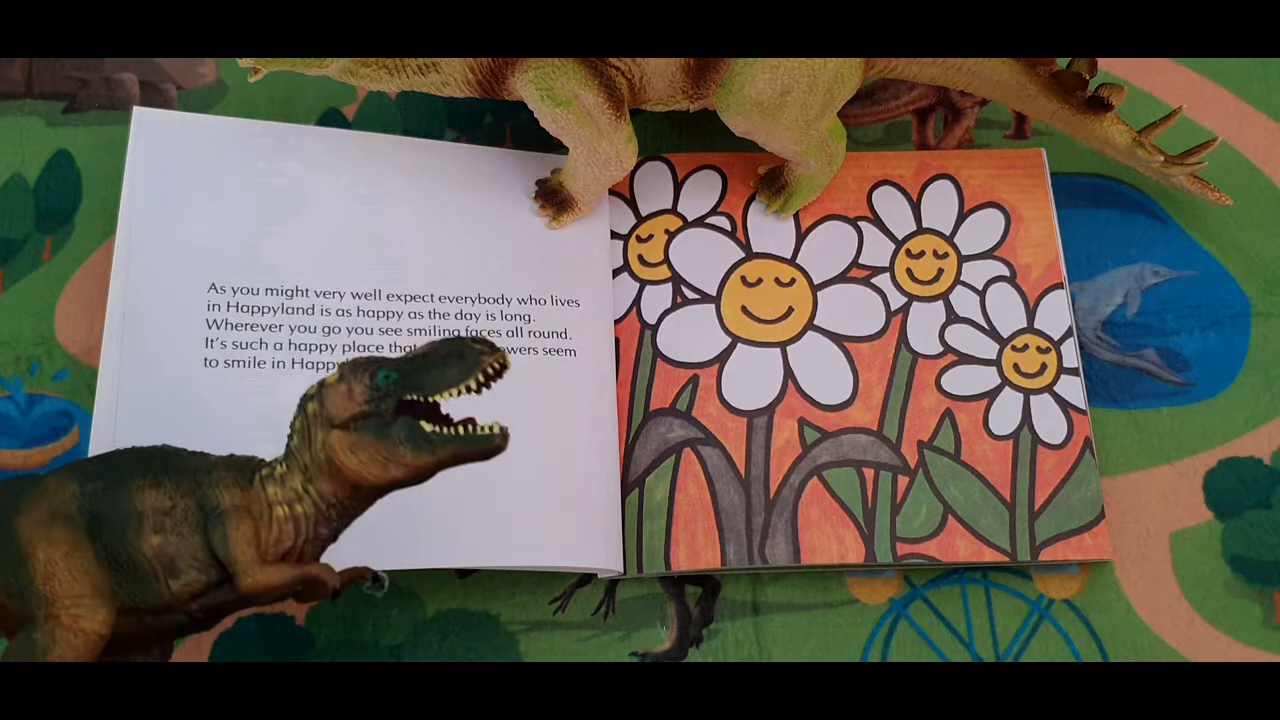 As you might very well expect everybody who lives
in Happyland is as happy as the day is long.
Wherever you go you see smiling faces all round.
It's such a happy place that seem
to smile in